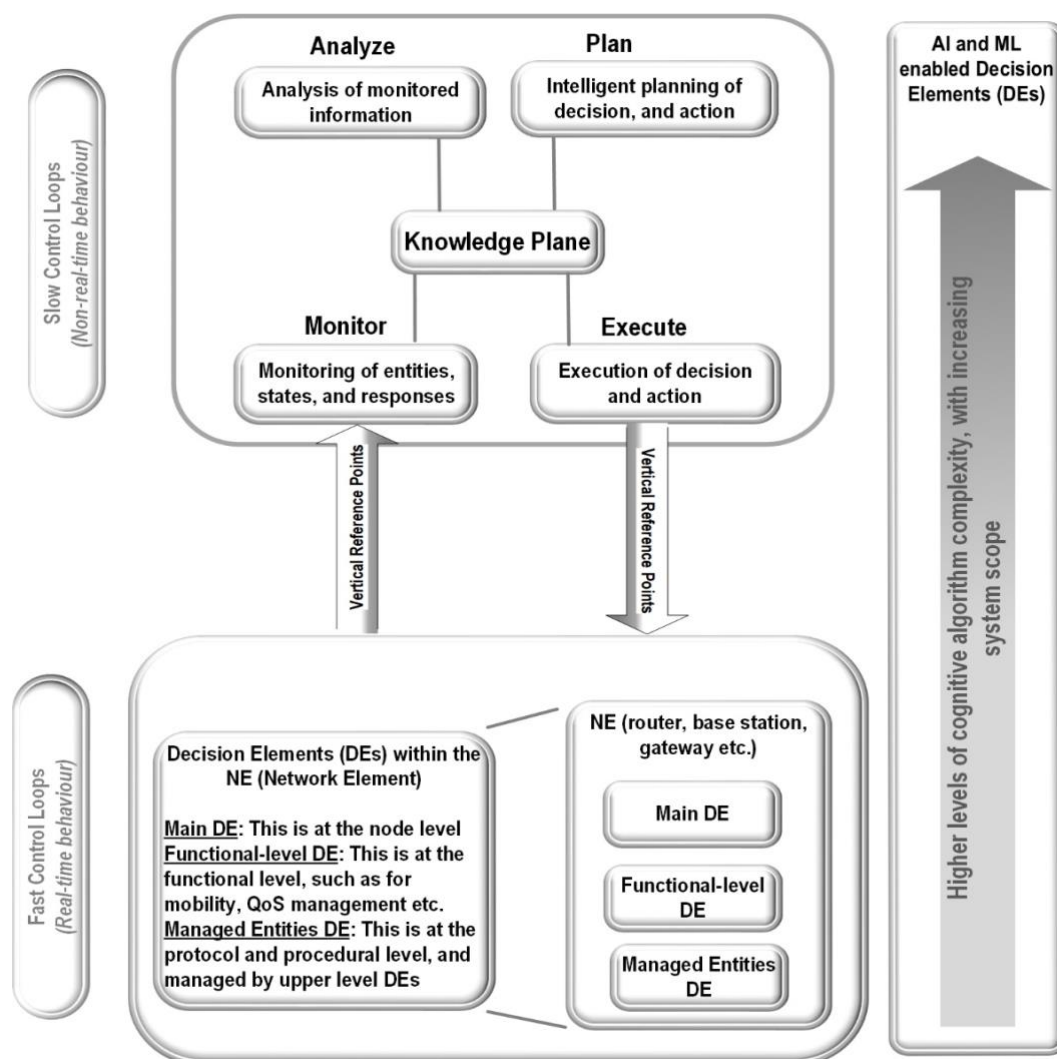 Analyze
Analysis of monitored
information
Plan
Intelligent planning of
decision, and action
Knowledge Plane
Monitor
Monitoring of entities,
states, and responses
Execute
Execution of decision
and action
Slow Control Loops
(Non-real-time behaviour)
Vertical Reference Points
Vertical Reference Points
Fast Control Loops
(Real-time behaviour)
Decision Elements (DEs) within the
NE (Network Element)
Main DE: This is at the node level
Functional-level DE: This is at the
functional level, such as for
mobility, QoS management etc.
Managed Entities DE: This is at the
protocol and procedural level, and
managed by upper level DEs
NE (router, base station,
gateway etc.)
Main DE
Functional-level
DE
Managed Entities
DE
AI and ML
enabled Decision
Elements (DEs)
Higher levels of cognitive algorithm complexity, with increasing
system scope